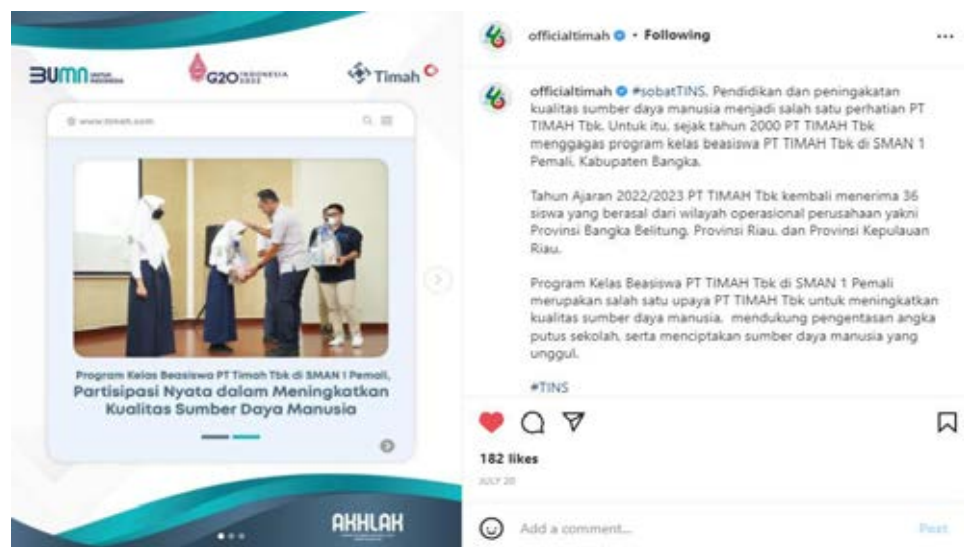 BUMN UNTUK INDONESIA
G20 INDONESIA 2022
Timah
www.timah.com
Program Kelas Beasiswa PT Timah Tbk di SMAN 1 Pemali,
Partisipasi Nyata dalam Meningkatkan
Kualitas Sumber Daya Manusia
AKHLAK
officialtimah • Following
officialtimah #sobatTINS, Pendidikan dan peningakatan
kualitas sumber daya manusia menjadi salah satu perhatian PT
TIMAH Tbk. Untuk itu, sejak tahun 2000 PT TIMAH Tbk
menggagas program kelas beasiswa PT TIMAH Tbk di SMAN 1
Pemali, Kabupaten Bangka.
Tahun Ajaran 2022/2023 PT TIMAH Tbk kembali menerima 36
siswa yang berasal dari wilayah operasional perusahaan yakni
Provinsi Bangka Belitung, Provinsi Riau, dan Provinsi Kepulauan
Riau.
Program Kelas Beasiswa PT TIMAH Tbk di SMAN 1 Pemali
merupakan salah satu upaya PT TIMAH Tbk untuk meningkatkan
kualitas sumber daya manusia, mendukung pengentasan angka
putus sekolah, serta menciptakan sumber daya manusia yang
unggul.
#TINS
182 likes
JULY 20
Add a comment...
Post